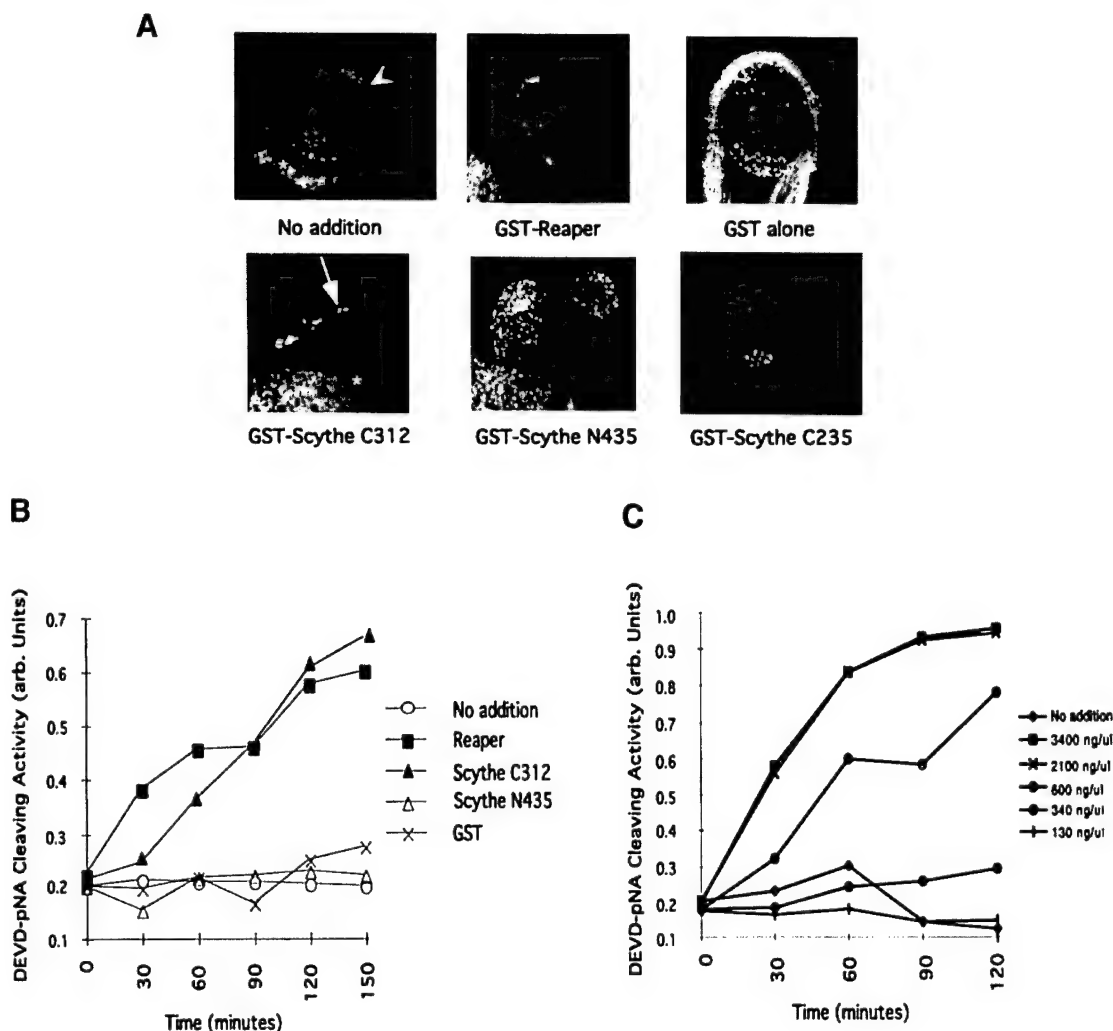 A
No addition
GST-Reaper
GST alone
GST-Scythe C312
GST-Scythe N435
GST-Scythe C235
B
DEVD-pNA Cleaving Activity (arb. Units)
0.7
0.6
0.5
0.4
0.3
0.2
0.1
0
30
60
90
120
150
Time (minutes)
No addition
Reaper
Scythe C312
Scythe N435
GST
C
DEVD-pNA Cleaving Activity (arb. Units)
1.0
0.9
0.8
0.7
0.6
0.5
0.4
0.3
0.2
0.1
0
30
60
90
120
Time (minutes)
No addition
3400 ng/ul
2100 ng/ul
600 ng/ul
340 ng/ul
130 ng/ul